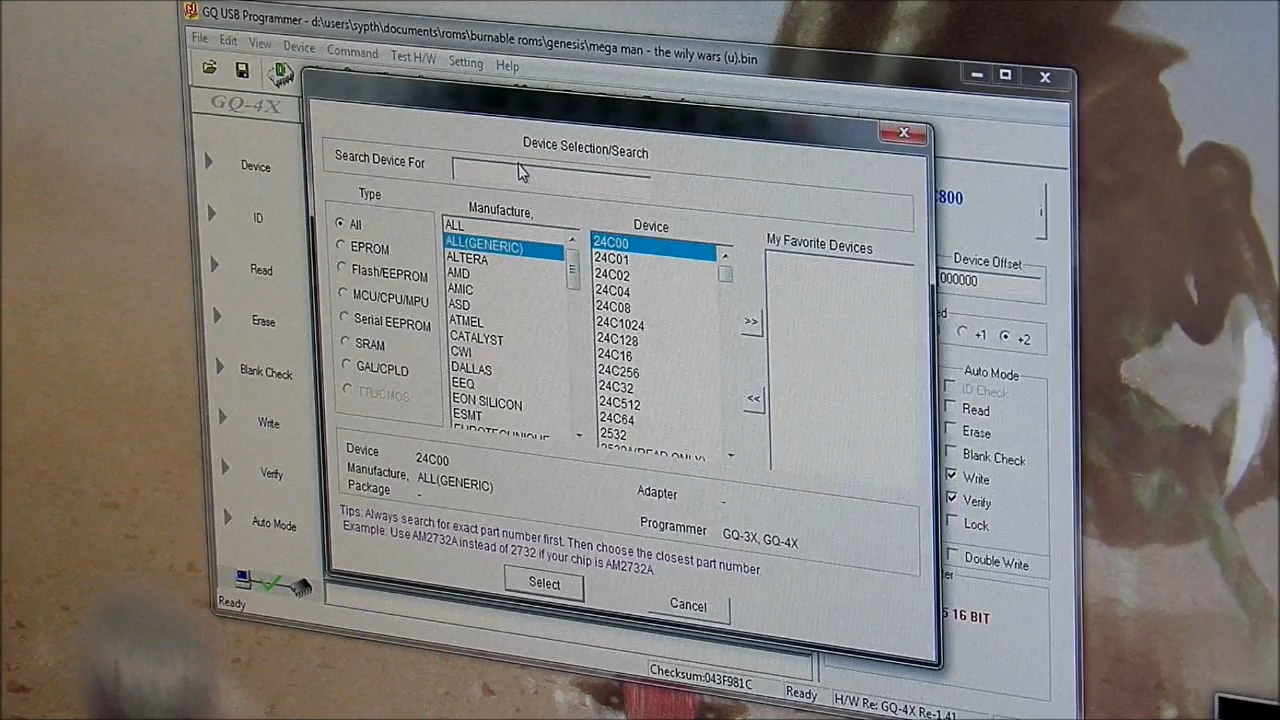 GQ USB Programmer - d:\users\sypth\documents\roms\burnable roms\genesis\mega man - the wily wars (u).bin
File Edit View Device Command Test H/W Setting Help
GQ-4X
Device
ID
Read
Erase
Blank Check
Write
Verify
Auto Mode
Ready
Device Selection/Search
Search Device For
Type
All
EPROM
Flash/EEPROM
MCU/CPU/MPU
Serial EEPROM
SRAM
GAL/CPLD
TTL/CMOS
Manufacture,
ALL
ALL(GENERIC)
ALTERA
AMD
AMIC
ASD
ATMEL
CATALYST
CWI
DALLAS
EEQ
EON SILICON
ESMT
EUROTECHNIQUE
Device
24C00
24C01
24C02
24C04
24C08
24C1024
24C128
24C16
24C256
24C32
24C512
24C64
2532
2532A(READ ONLY)
>>
<<
My Favorite Devices
Device 24C00
Manufacture, ALL(GENERIC)
Package -
Adapter -
Programmer GQ-3X, GQ-4X
Tips: Always search for exact part number first. Then choose the closest part number
Example: Use AM2732A instead of 2732 if your chip is AM2732A
Select
Cancel
C800
Device Offset
000000
+1 +2
Auto Mode
ID Check
Read
Erase
Blank Check
Write
Verify
Lock
Double Write
16 BIT
Checksum:043F981C
Ready
H/W Re: GQ-4X Re-1.41